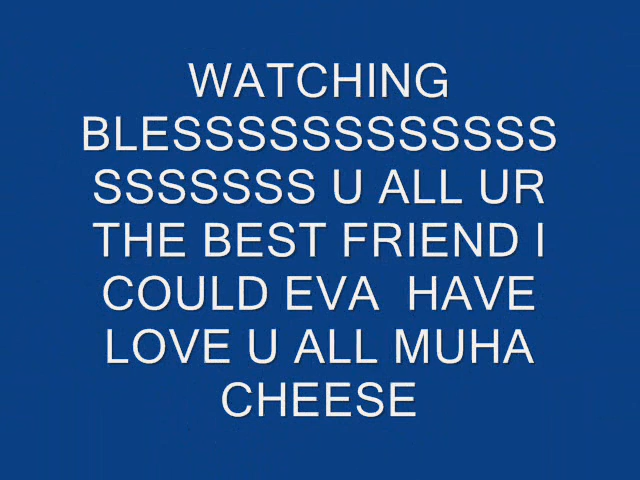 WATCHING
BLESSSSSSSSSSSSS
SSSSSSS U ALL UR
THE BEST FRIEND I
COULD EVA  HAVE
LOVE U ALL MUHA
CHEESE